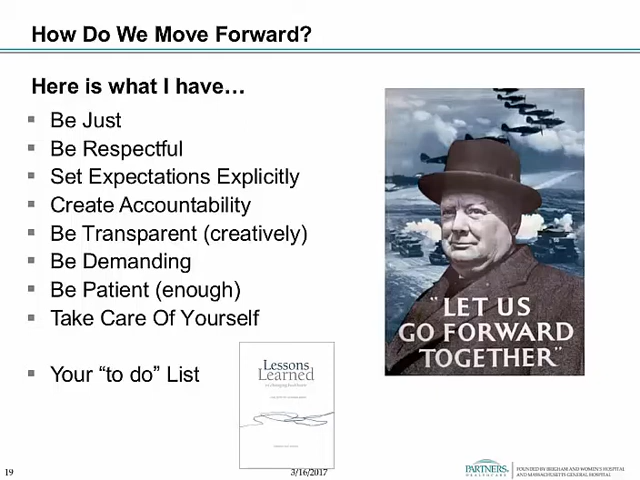 How Do We Move Forward?
Here is what I have…
Be Just
Be Respectful
Set Expectations Explicitly
Create Accountability
Be Transparent (creatively)
Be Demanding
Be Patient (enough)
Take Care Of Yourself
Your “to do” List
"LET US
GO FORWARD
TOGETHER"
Lessons
Learned
19
3/16/2017
PARTNERS.
HEALTHCARE
FOUNDED BY BRIGHAM AND WOMEN'S HOSPITAL
AND MASSACHUSETTS GENERAL HOSPITAL